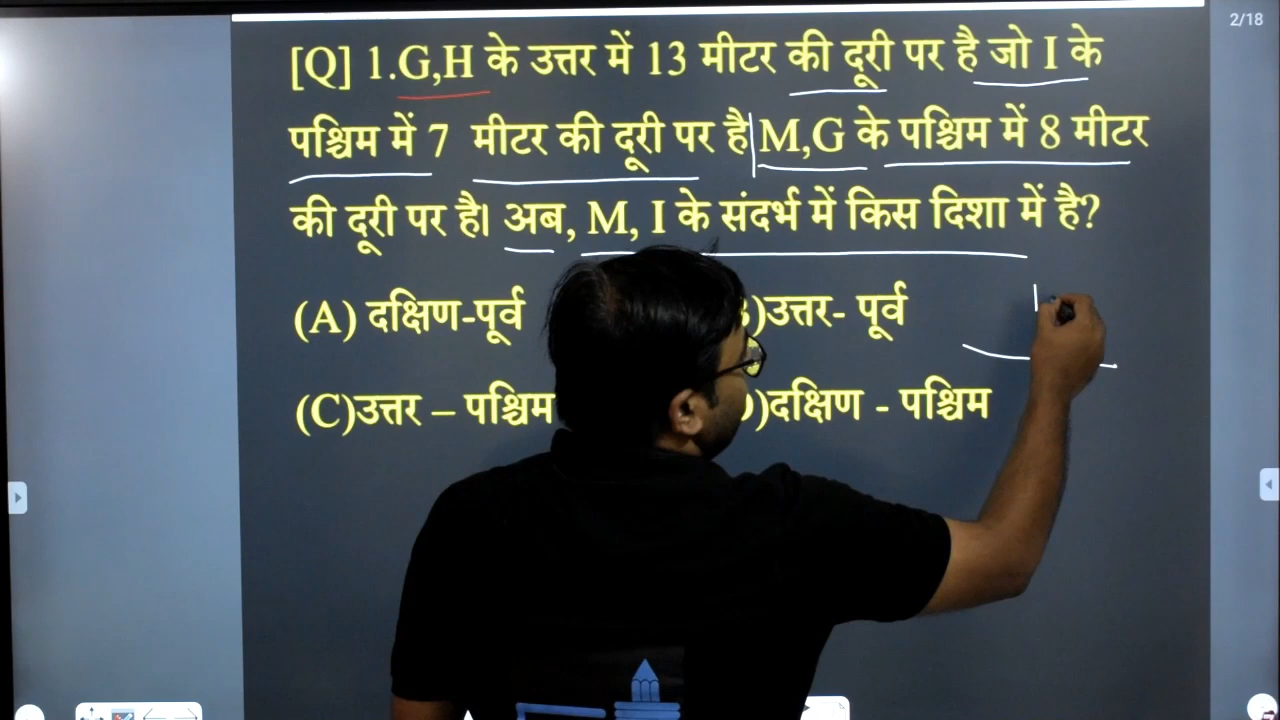 2/18
[Q] 1.G,H के उत्तर में 13 मीटर की दूरी पर है जो I के
पश्चिम में 7 मीटर की दूरी पर है M,G के पश्चिम में 8 मीटर
की दूरी पर है। अब, M, I के संदर्भ में किस दिशा में है?
(A) दक्षिण-पूर्व )उत्तर- पूर्व
(C)उत्तर – पश्चिम )दक्षिण - पश्चिम